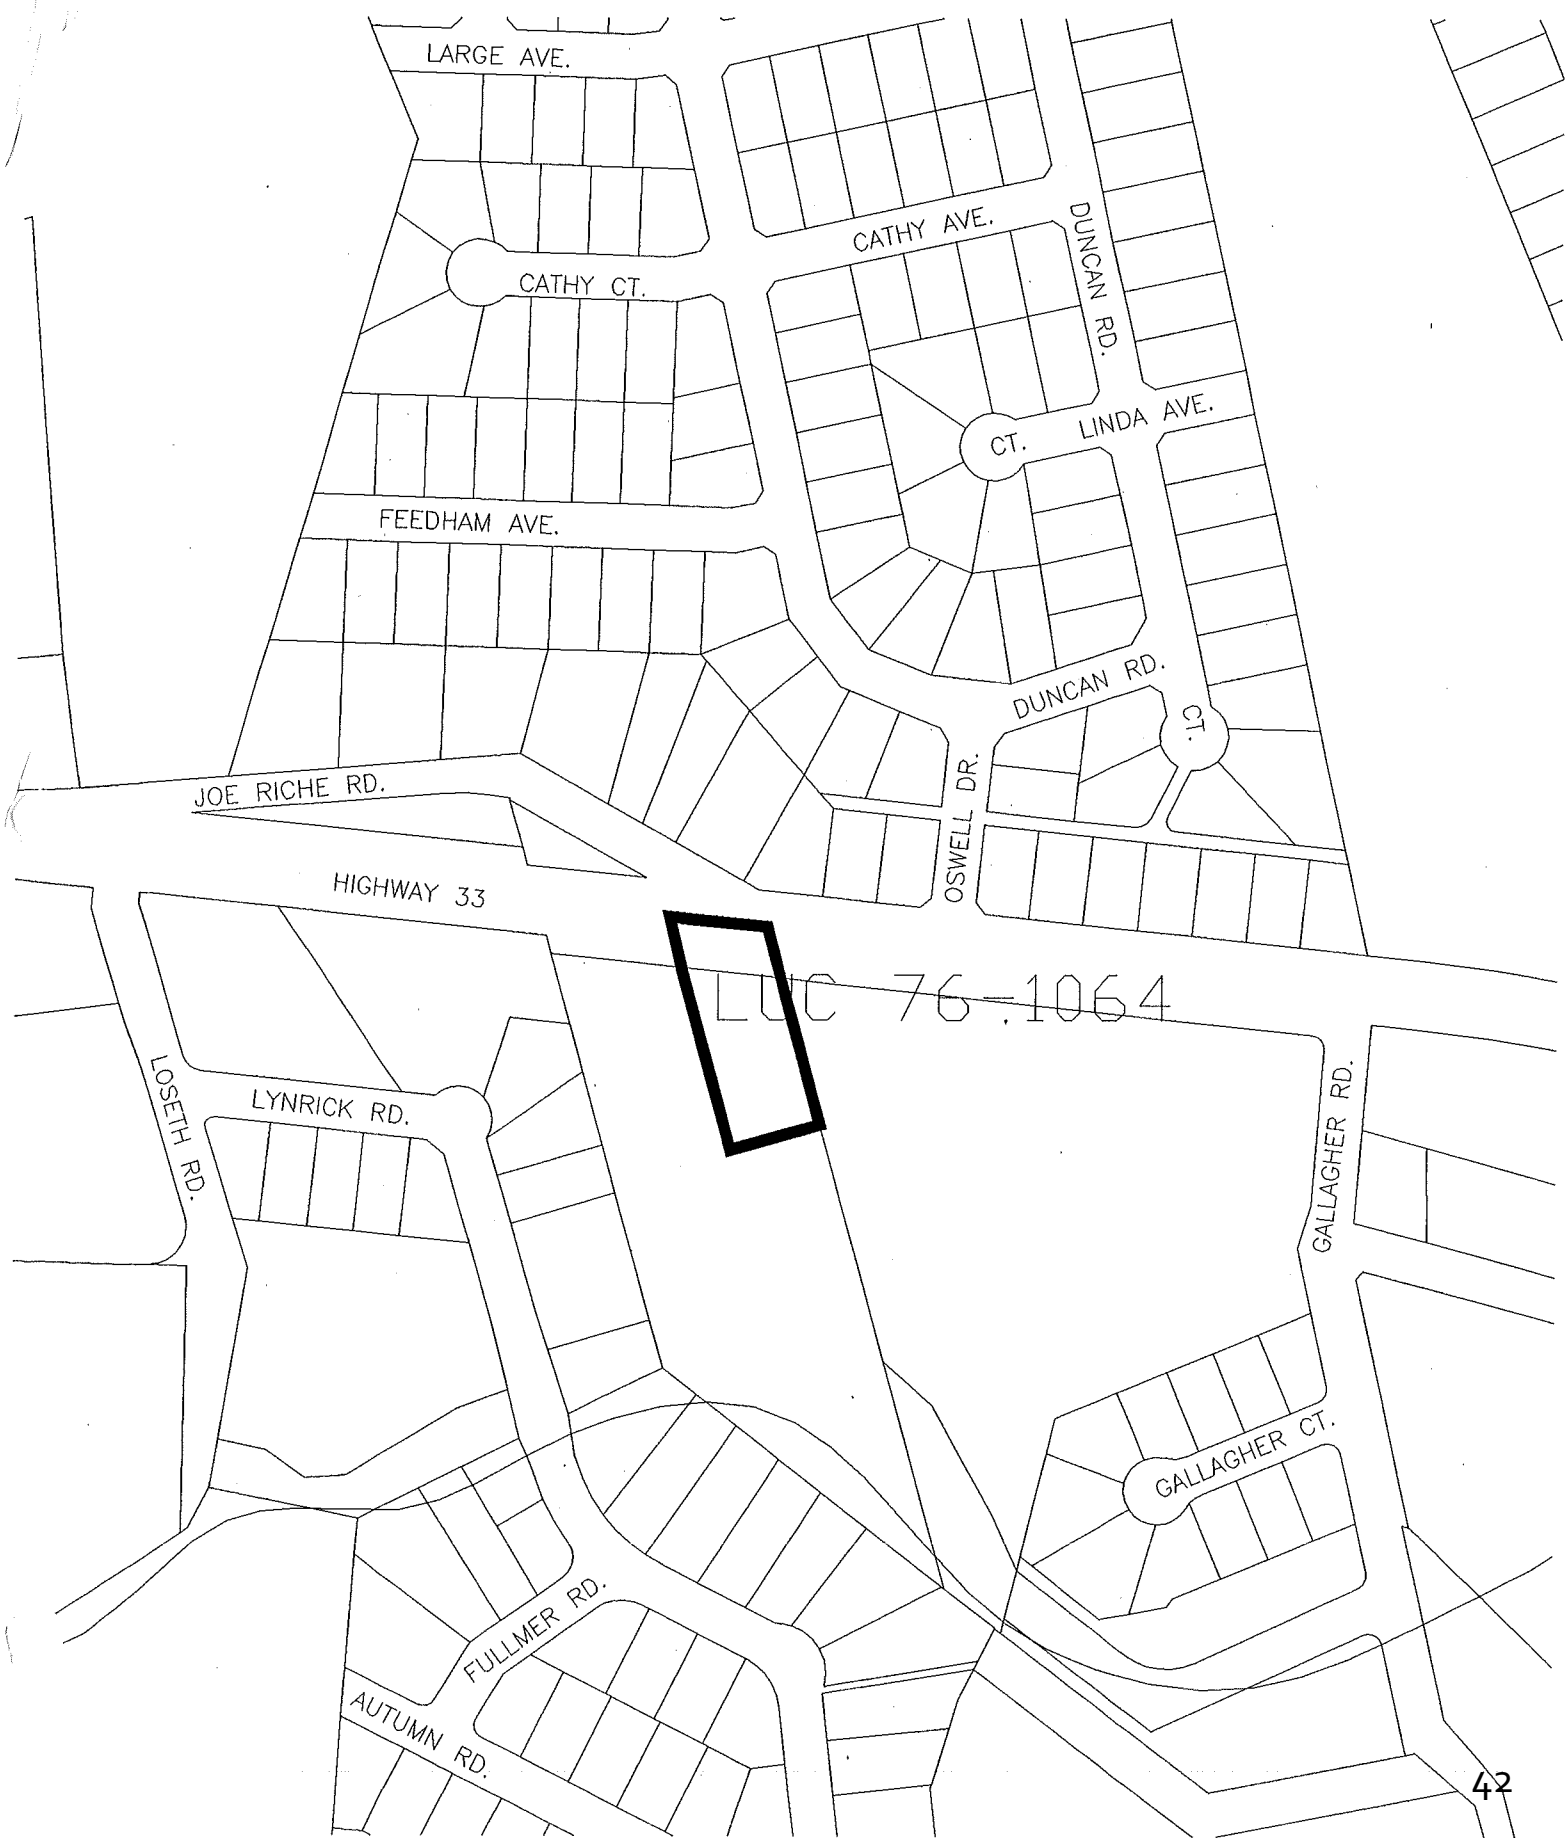 LARGE AVE.
CATHY AVE.
DUNCAN RD.
CATHY CT.
CT.
LINDA AVE.
FEEDHAM AVE.
DUNCAN RD.
CT.
JOE RICHE RD.
OSWELL DR.
HIGHWAY 33
LUC 76-1064
LOSETH RD.
LYNRICK RD.
GALLAGHER RD.
GALLAGHER CT.
FULLMER RD.
AUTUMN RD.
42